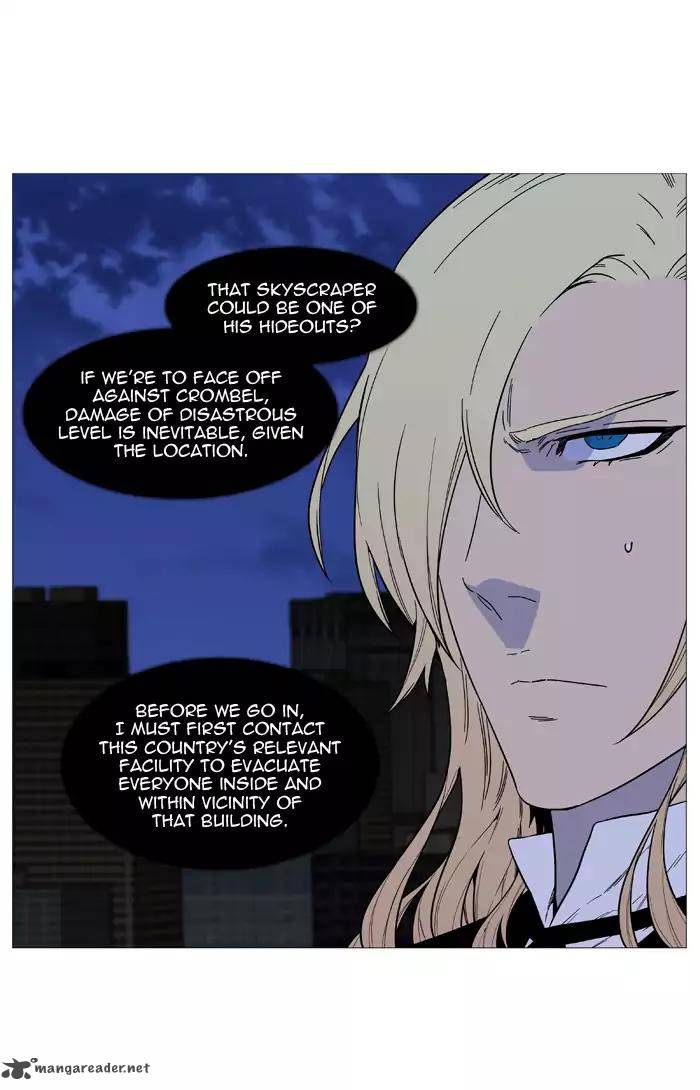 THAT SKYSCRAPER
COULD BE ONE OF
HIS HIDEOUTS?
IF WE'RE TO FACE OFF
AGAINST CROMBEL,
DAMAGE OF DISASTROUS
LEVEL IS INEVITABLE, GIVEN
THE LOCATION.
BEFORE WE GO IN,
I MUST FIRST CONTACT
THIS COUNTRY'S RELEVANT
FACILITY TO EVACUATE
EVERYONE INSIDE AND
WITHIN VICINITY OF
THAT BUILDING.
mangareader.net